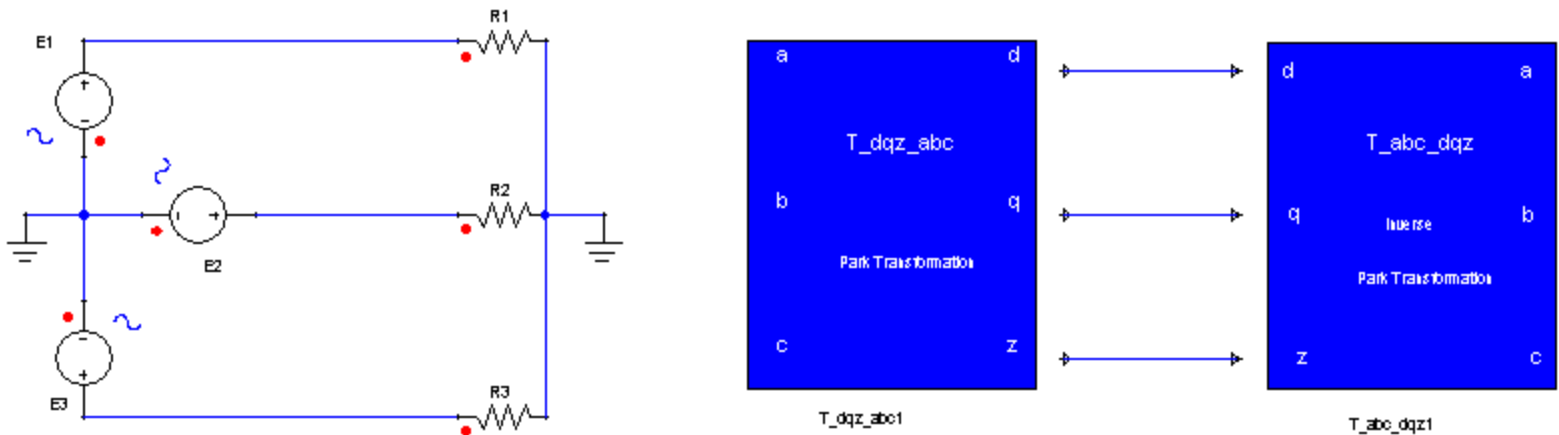 E1
R1
E2
R2
E3
R3
a d
T_dqz_abc
b q
Park Transformation
c z
T_dqz_abc1
d a
T_abc_dqz
q b
Inverse
Park Transformation
z c
T_abc_dqz1